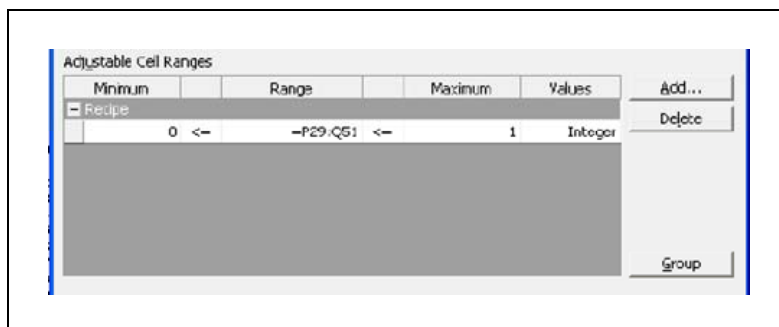 Adjustable Cell Ranges
Minimum Range Maximum Values Add...
Recipe
Delete
0 <= =P29:Q51 <= 1 Integer
Group